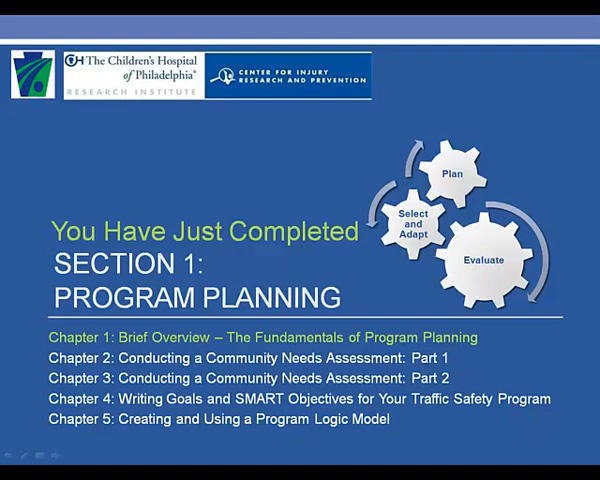 The Children's Hospital
of Philadelphia®
RESEARCH INSTITUTE
CENTER FOR INJURY
RESEARCH AND PREVENTION
Plan
Select
and
Adapt
Evaluate
You Have Just Completed
SECTION 1:
PROGRAM PLANNING
Chapter 1: Brief Overview – The Fundamentals of Program Planning
Chapter 2: Conducting a Community Needs Assessment: Part 1
Chapter 3: Conducting a Community Needs Assessment: Part 2
Chapter 4: Writing Goals and SMART Objectives for Your Traffic Safety Program
Chapter 5: Creating and Using a Program Logic Model